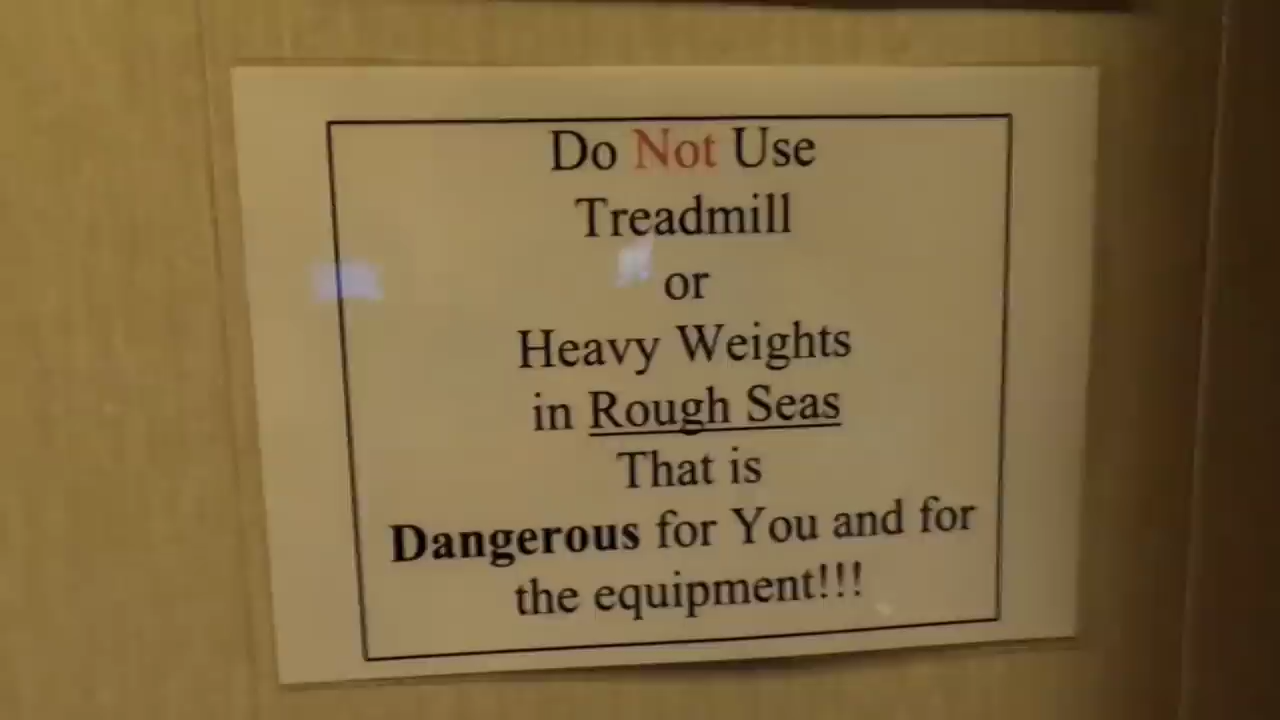 Do Not Use
Treadmill
or
Heavy Weights
in Rough Seas
That is
Dangerous for You and for
the equipment!!!